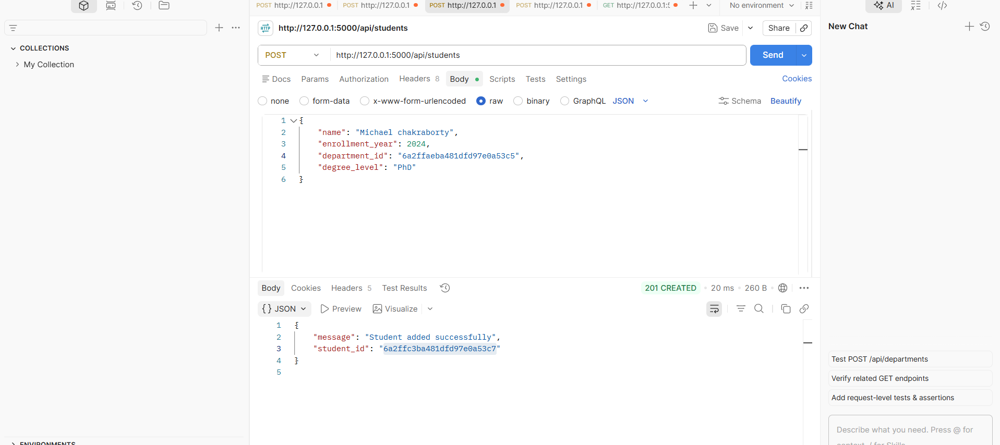 POST http://127.0.0.1 POST http://127.0.0.1 POST http://127.0.0.1 POST http://127.0.0.1 GET http://127.0.0.1:5 No environment AI
http://127.0.0.1:5000/api/students Save Share New Chat
COLLECTIONS
My Collection
POST http://127.0.0.1:5000/api/students Send
Docs Params Authorization Headers 8 Body Scripts Tests Settings Cookies
none form-data x-www-form-urlencoded raw binary GraphQL JSON Schema Beautify
1 {
2 "name": "Michael chakraborty",
3 "enrollment_year": 2024,
4 "department_id": "6a2ffaeba481dfd97e0a53c5",
5 "degree_level": "PhD"
6 }
Body Cookies Headers 5 Test Results 201 CREATED 20 ms 260 B
{} JSON Preview Visualize
1 {
2 "message": "Student added successfully",
3 "student_id": "6a2ffc3ba481dfd97e0a53c7"
4 }
5
Test POST /api/departments
Verify related GET endpoints
Add request-level tests & assertions
Describe what you need. Press @ for
context, / for Skills
ENVIRONMENTS